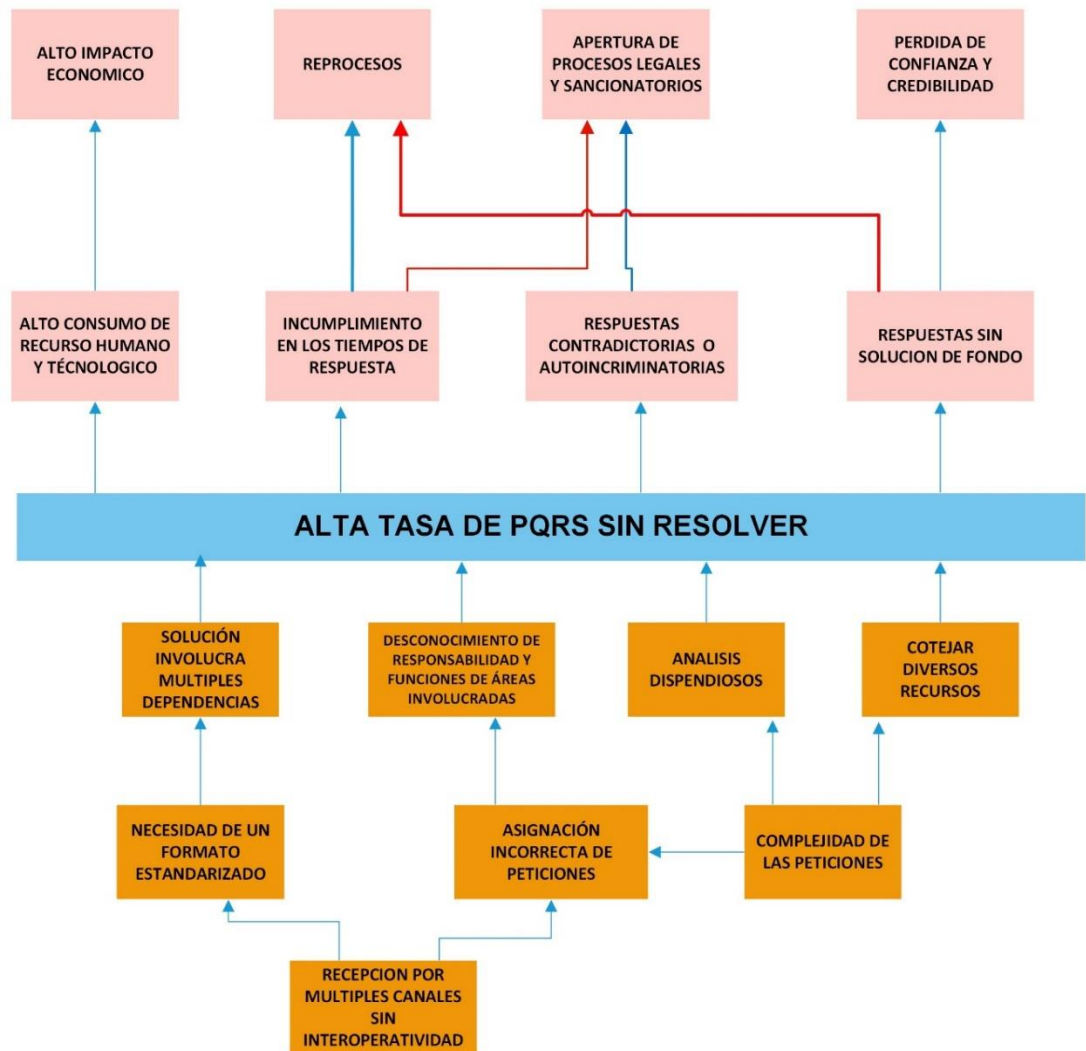 ALTO IMPACTO
ECONOMICO
REPROCESOS
APERTURA DE
PROCESOS LEGALES
Y SANCIONATORIOS
PERDIDA DE
CONFIANZA Y
CREDIBILIDAD
ALTO CONSUMO DE
RECURSO HUMANO
Y TÉCNOLOGICO
INCUMPLIMIENTO
EN LOS TIEMPOS DE
RESPUESTA
RESPUESTAS
CONTRADICTORIAS O
AUTOINCRIMINATORIAS
RESPUESTAS SIN
SOLUCION DE FONDO
ALTA TASA DE PQRS SIN RESOLVER
SOLUCIÓN
INVOLUCRA
MULTIPLES
DEPENDENCIAS
DESCONOCIMIENTO DE
RESPONSABILIDAD Y
FUNCIONES DE ÁREAS
INVOLUCRADAS
ANALISIS
DISPENDIOSOS
COTEJAR
DIVERSOS
RECURSOS
NECESIDAD DE UN
FORMATO
ESTANDARIZADO
ASIGNACIÓN
INCORRECTA DE
PETICIONES
COMPLEJIDAD DE
LAS PETICIONES
RECEPCION POR
MULTIPLES CANALES
SIN
INTEROPERATIVIDAD